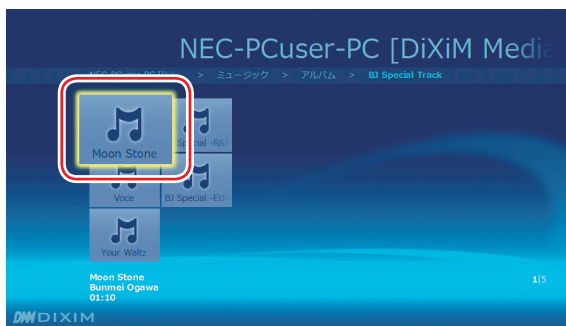 NEC-PCuser-PC [DiXiM Media
> ミュージック > アルバム > BJ Special Track
Moon Stone
Special -R&
Voce
BJ Special -Eth
Your Waltz
Moon Stone
Bunmei Ogawa
01:10
1|5
DMN DIXIM